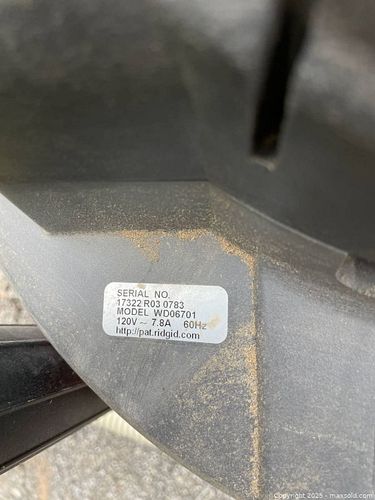 SERIAL NO.
17322 R03 0783
MODEL WD06701
120V ~ 7.8A 60Hz
http://pat.ridgid.com
Copyright 2025 - maxsold.com